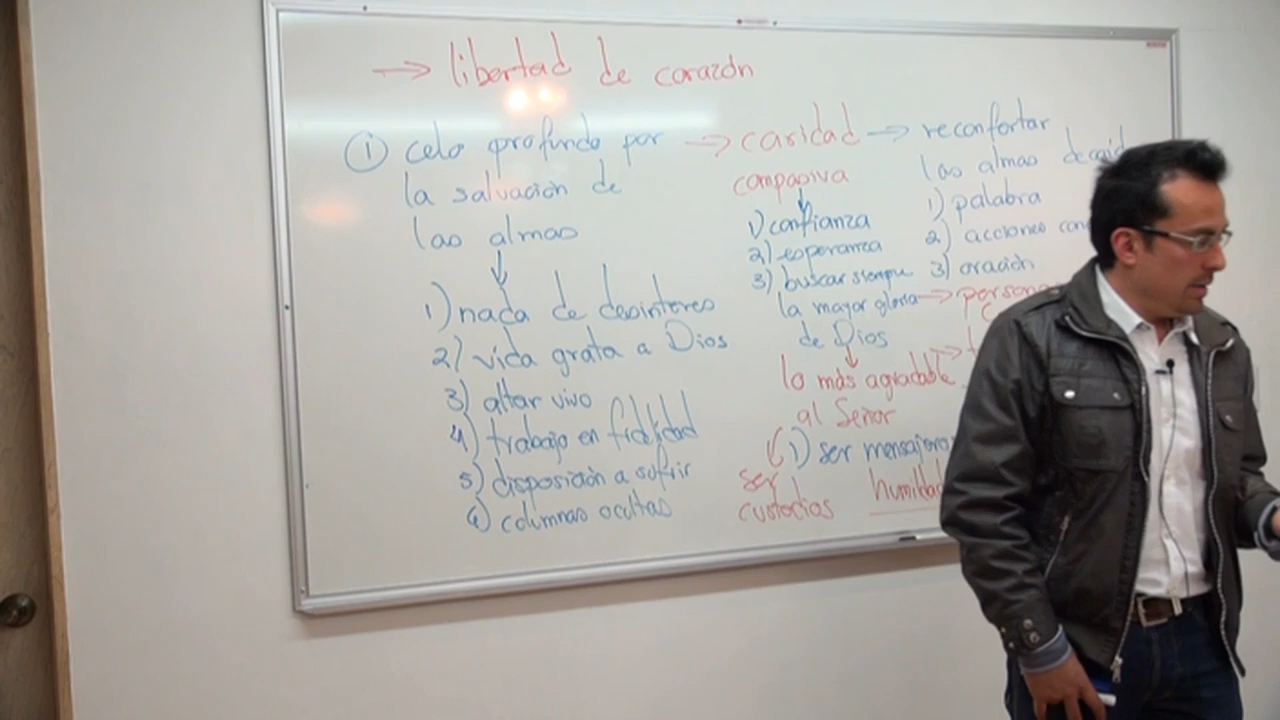 → libertad de corazón
① celo profundo por
la salvación de
las almas
↓
1) nada de desinteres
2) vida grata a Dios
3) altar vivo
4) trabajo en fidelidad
5) disposición a sufrir
6) columnas ocultas
→ caridad
compasiva
↓
1) confianza
2) esperanza
3) buscar siempre
la mayor gloria
de Dios
↓
lo más agradable
al Señor
1) ser mensajeros
ser
custodios
humildad
→ reconfortar
las almas
1) palabra
2) acciones
3) oración
→
→